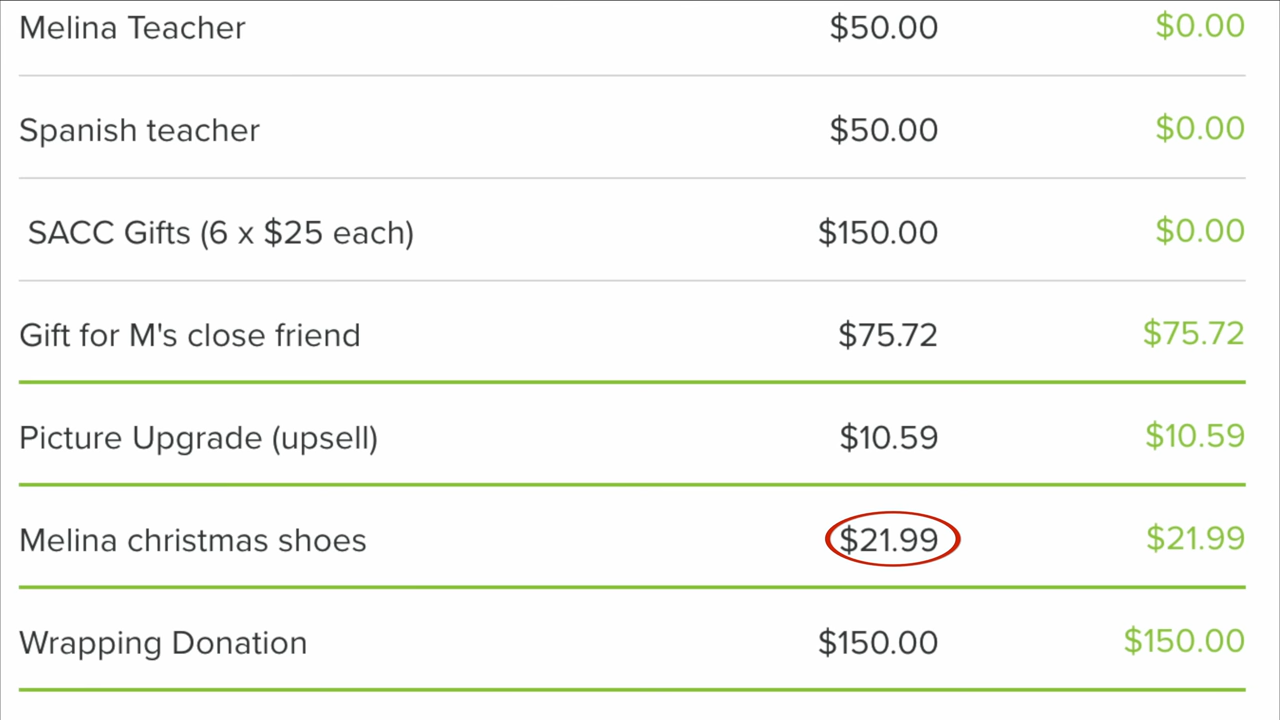 Melina Teacher $50.00 $0.00
Spanish teacher $50.00 $0.00
SACC Gifts (6 x $25 each) $150.00 $0.00
Gift for M's close friend $75.72 $75.72
Picture Upgrade (upsell) $10.59 $10.59
Melina christmas shoes $21.99 $21.99
Wrapping Donation $150.00 $150.00